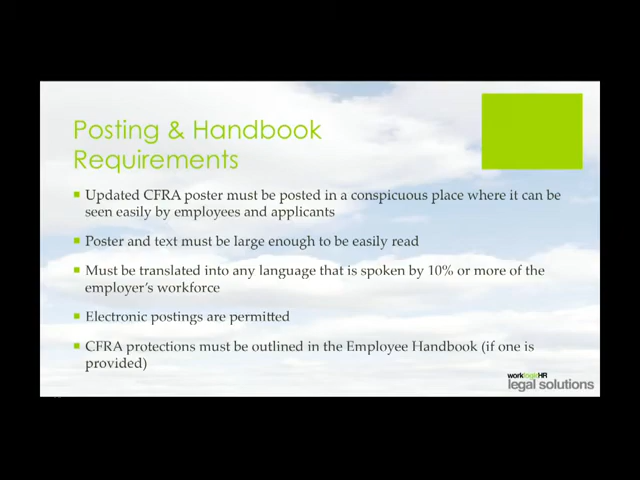 Posting & Handbook
Requirements
Updated CFRA poster must be posted in a conspicuous place where it can be
seen easily by employees and applicants
Poster and text must be large enough to be easily read
Must be translated into any language that is spoken by 10% or more of the
employer's workforce
Electronic postings are permitted
CFRA protections must be outlined in the Employee Handbook (if one is
provided)
worklogicHR
legal solutions